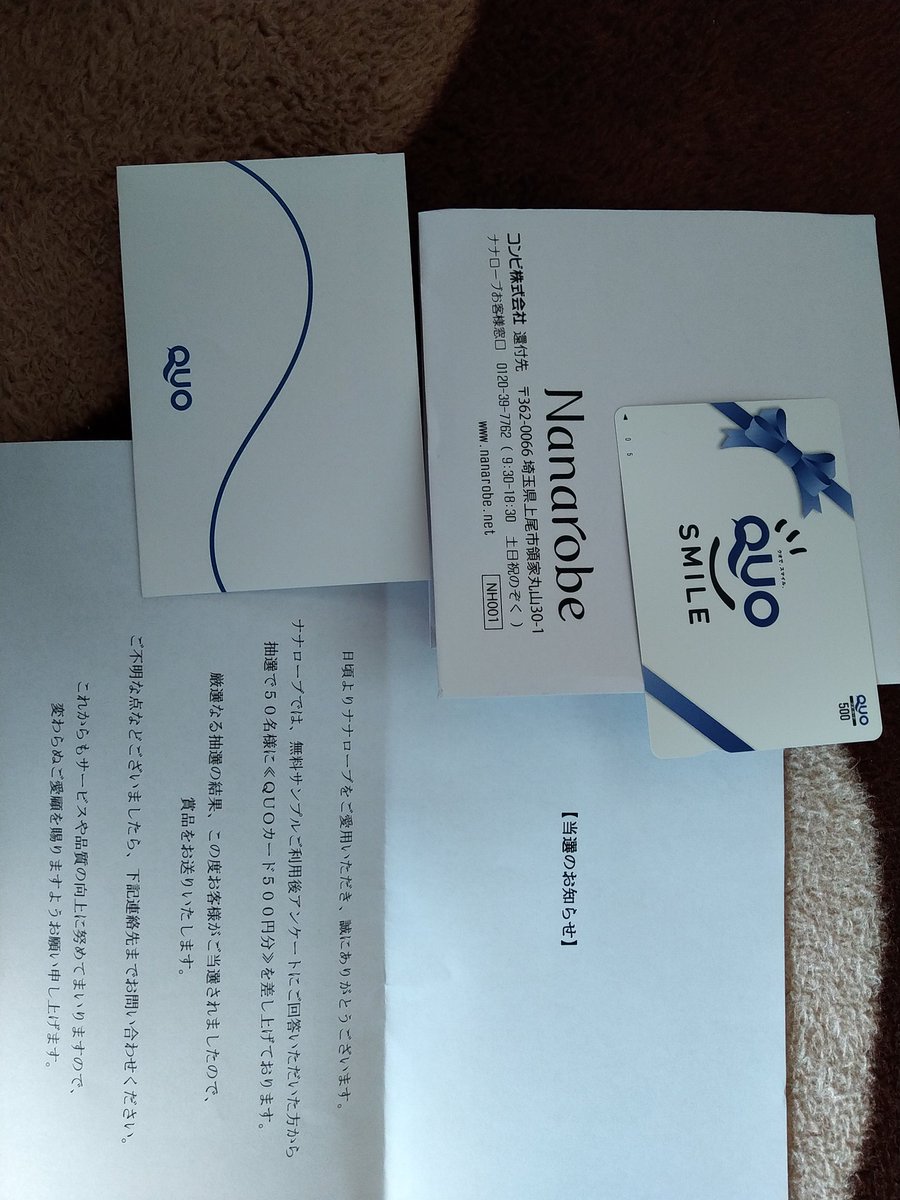 QUO
コンビ株式会社 還付先 〒362-0066 埼玉県上尾市領家丸山30-1
ナナローブお客様窓口 0120-39-7762 ( 9:30-18:30 土日祝のぞく )
www.nanarobe.net
NH001
Nanarobe
QUO
クオで スマイル。
SMILE
QUO
500
0 5
【当選のお知らせ】
日頃よりナナローブをご愛用いただき、誠にありがとうございます。
ナナローブでは、無料サンプルご利用後アンケートにご回答いただいた方から
抽選で50名様に≪QUOカード500円分≫を差し上げております。
厳選なる抽選の結果、この度お客様がご当選されましたので、
賞品をお送りいたします。
ご不明な点などございましたら、下記連絡先までお問い合わせください。
これからもサービスや品質の向上に努めてまいりますので、
変わらぬご愛顧を賜りますようお願い申し上げます。